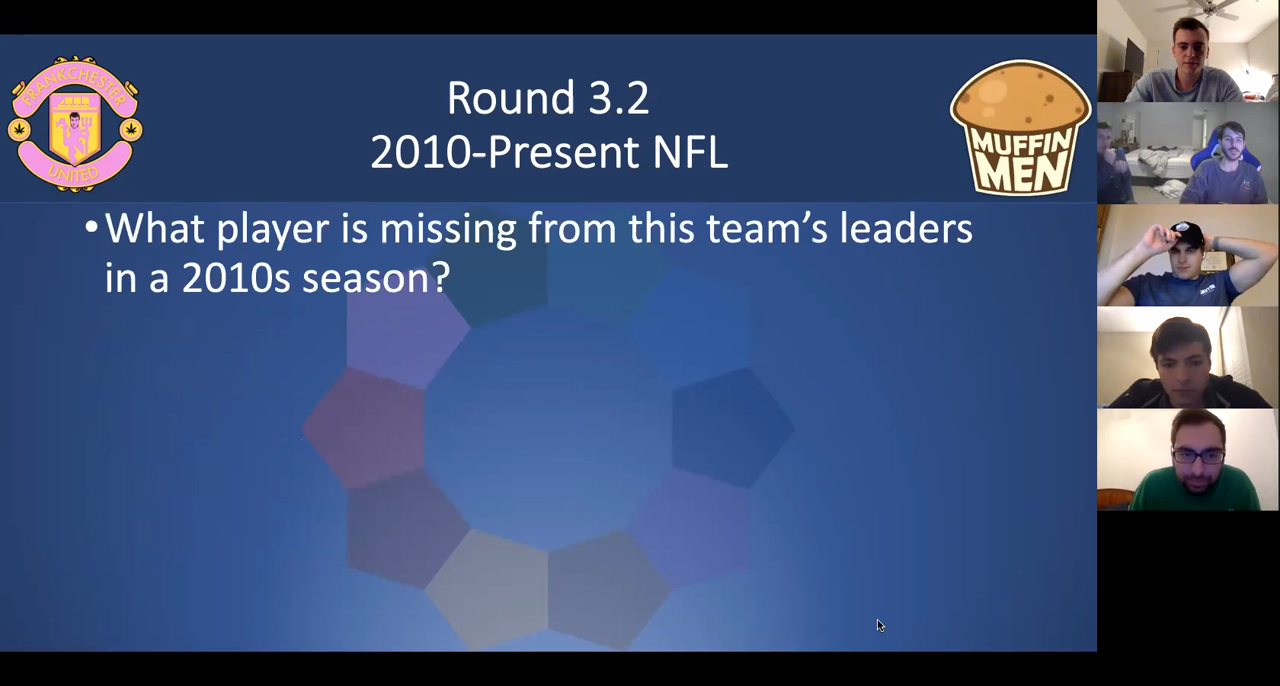 Round 3.2
2010-Present NFL
FRANKCHESTER
UNITED
MUFFIN
MEN
•What player is missing from this team’s leaders
in a 2010s season?